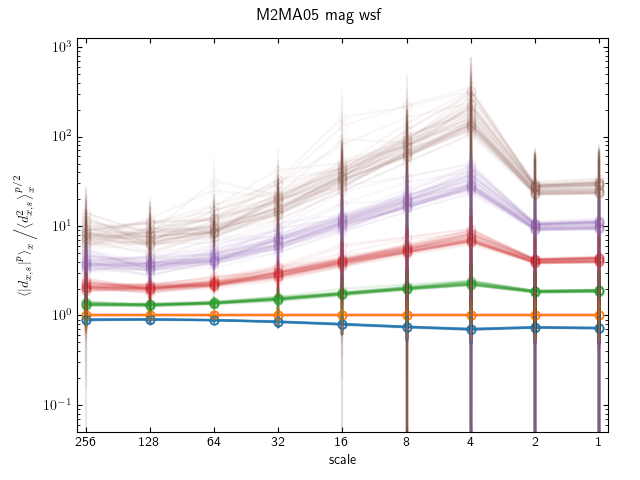 M2MA05 mag wsf
10³
10²
10¹
10⁰
10⁻¹
⟨|d_{x,s}|^p⟩_x / ⟨d²_{x,s}⟩_x^{p/2}
256 128 64 32 16 8 4 2 1
scale